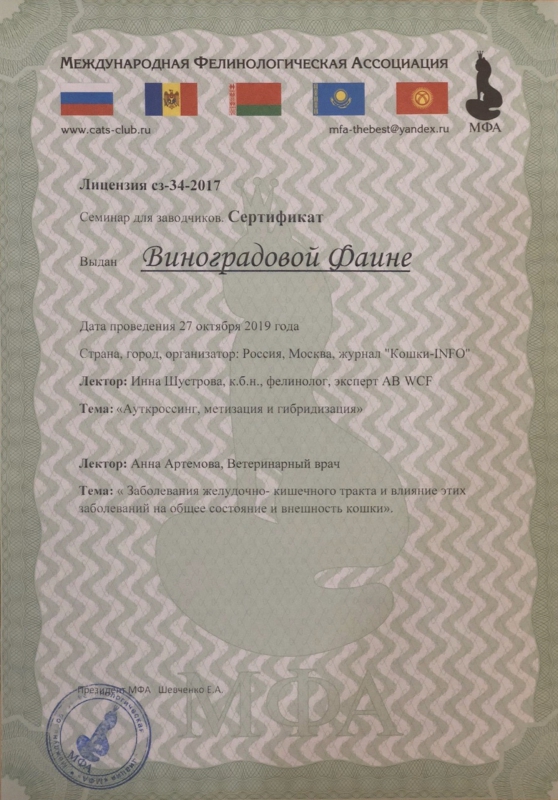 Международная Фелинологическая Ассоциация
www.cats-club.ru
mfa-thebest@yandex.ru
МФА
Лицензия сз-34-2017
Семинар для заводчиков. Сертификат
Выдан Виноградовой Фаине
Дата проведения 27 октября 2019 года
Страна, город, организатор: Россия, Москва, журнал "Кошки-INFO"
Лектор: Инна Шустрова, к.б.н., фелинолог, эксперт АВ WCF
Тема: «Ауткроссинг, метизация и гибридизация»
Лектор: Анна Артемова, Ветеринарный врач
Тема: « Заболевания желудочно- кишечного тракта и влияние этих
заболеваний на общее состояние и внешность кошки».
Президент МФА Шевченко Е.А.
МФА
МФА